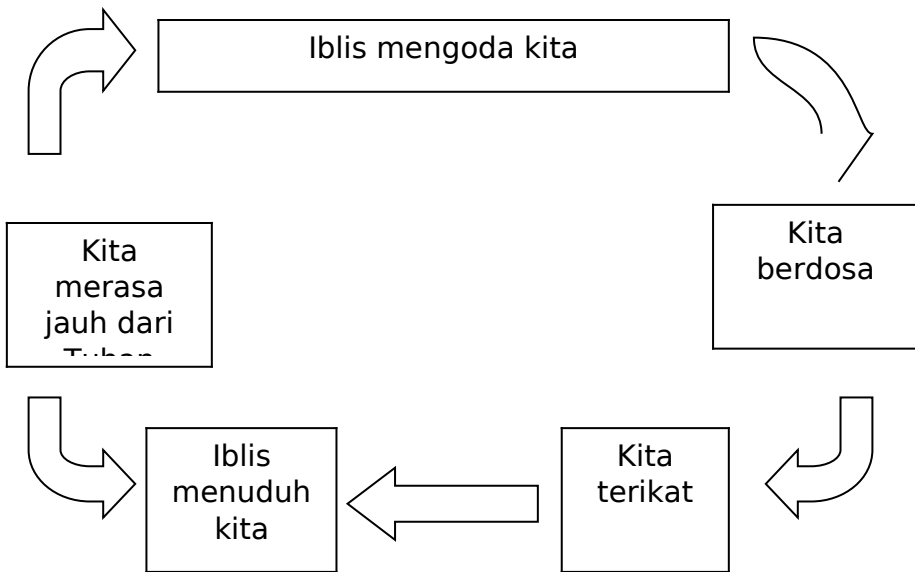 Iblis mengoda kita
Kita
berdosa
Kita
merasa
jauh dari
Kita
terikat
Iblis
menuduh
kita